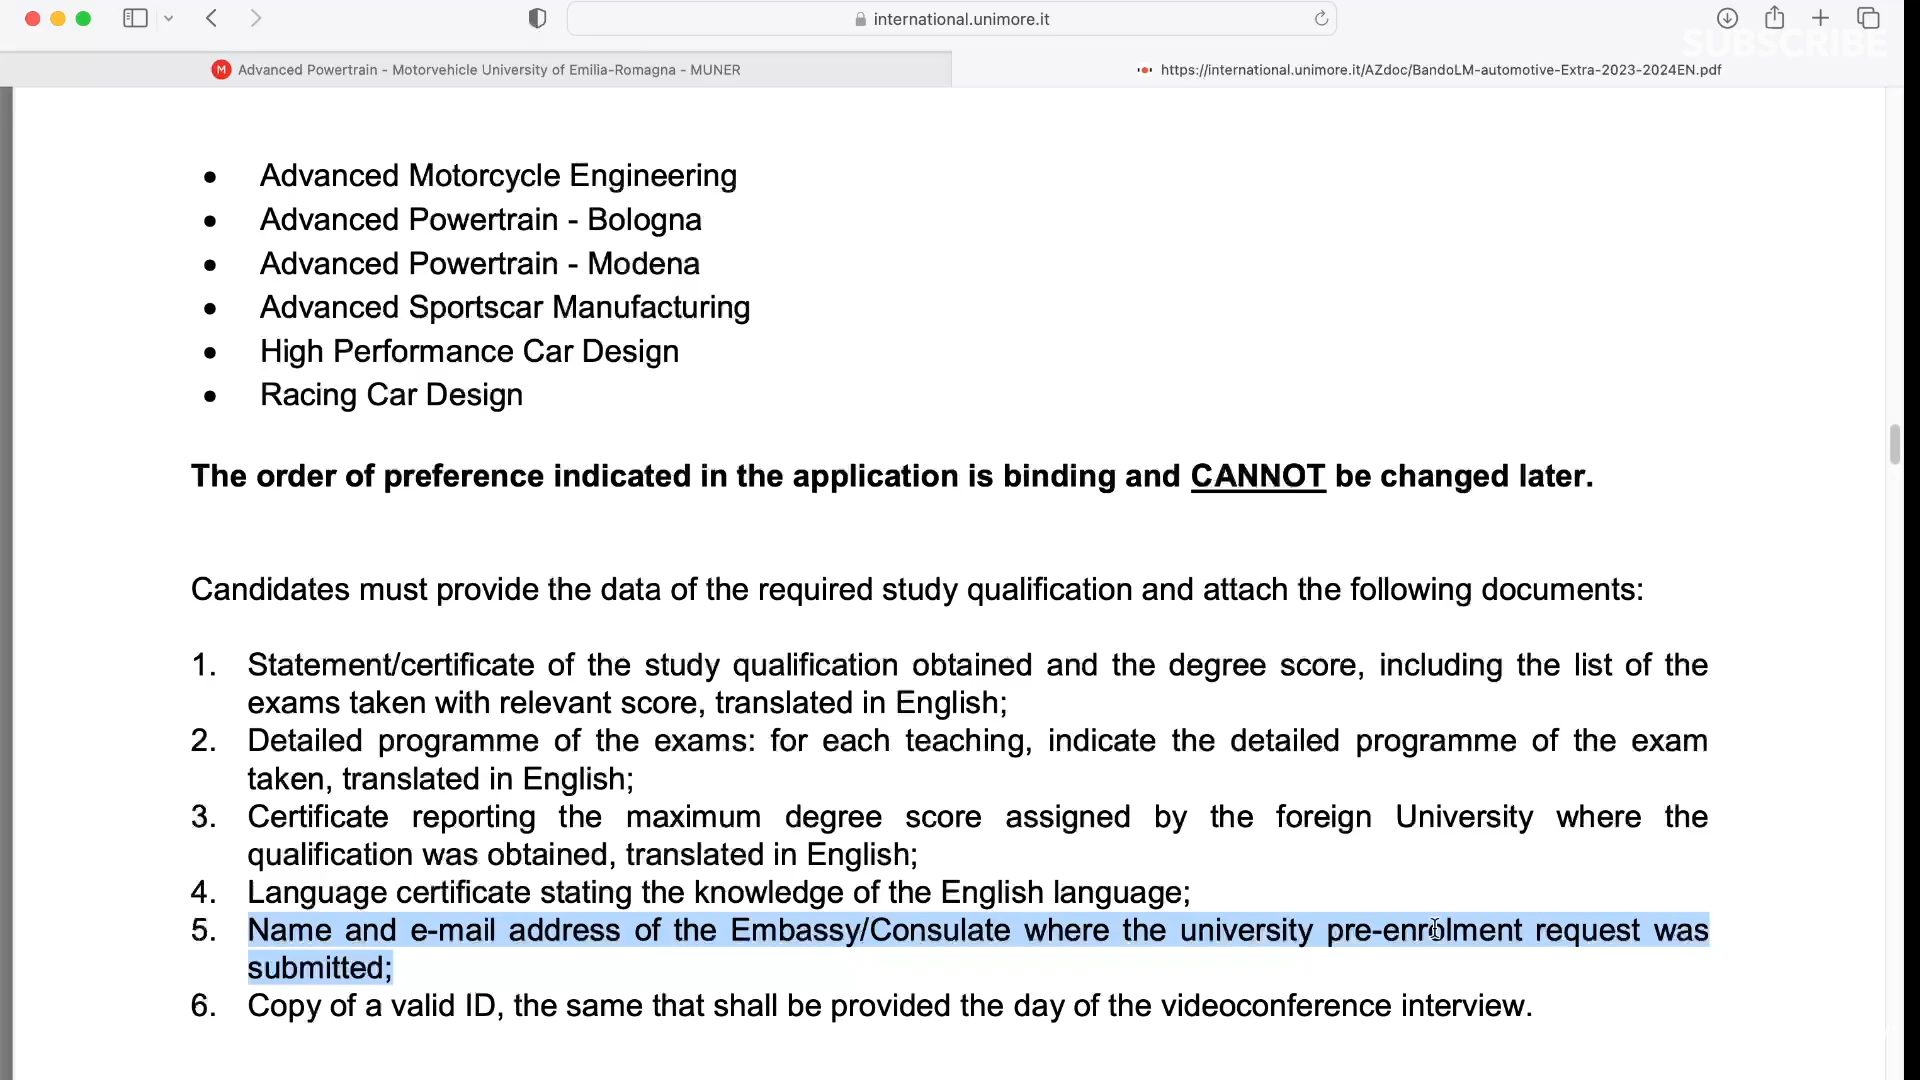 international.unimore.it
SUBSCRIBE
M Advanced Powertrain - Motorvehicle University of Emilia-Romagna - MUNER
https://international.unimore.it/AZdoc/BandoLM-automotive-Extra-2023-2024EN.pdf
• Advanced Motorcycle Engineering
• Advanced Powertrain - Bologna
• Advanced Powertrain - Modena
• Advanced Sportscar Manufacturing
• High Performance Car Design
• Racing Car Design
The order of preference indicated in the application is binding and CANNOT be changed later.
Candidates must provide the data of the required study qualification and attach the following documents:
1. Statement/certificate of the study qualification obtained and the degree score, including the list of the
exams taken with relevant score, translated in English;
2. Detailed programme of the exams: for each teaching, indicate the detailed programme of the exam
taken, translated in English;
3. Certificate reporting the maximum degree score assigned by the foreign University where the
qualification was obtained, translated in English;
4. Language certificate stating the knowledge of the English language;
5. Name and e-mail address of the Embassy/Consulate where the university pre-enrolment request was
submitted;
6. Copy of a valid ID, the same that shall be provided the day of the videoconference interview.